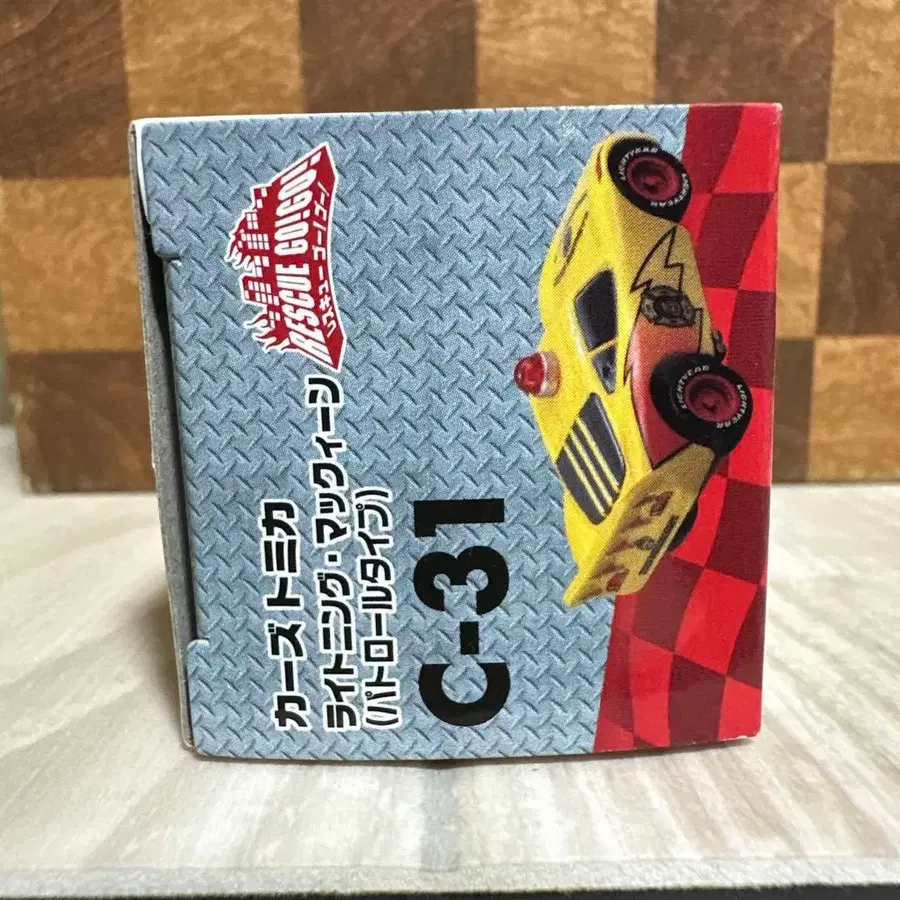 RESCUE GO!GO!
レスキューゴー!ゴー!
カーズ トミカ
ライトニング・マックィーン
(パトロールタイプ)
C-31
LIGHTYEAR
LIGHTYEAR
LIGHTYEAR